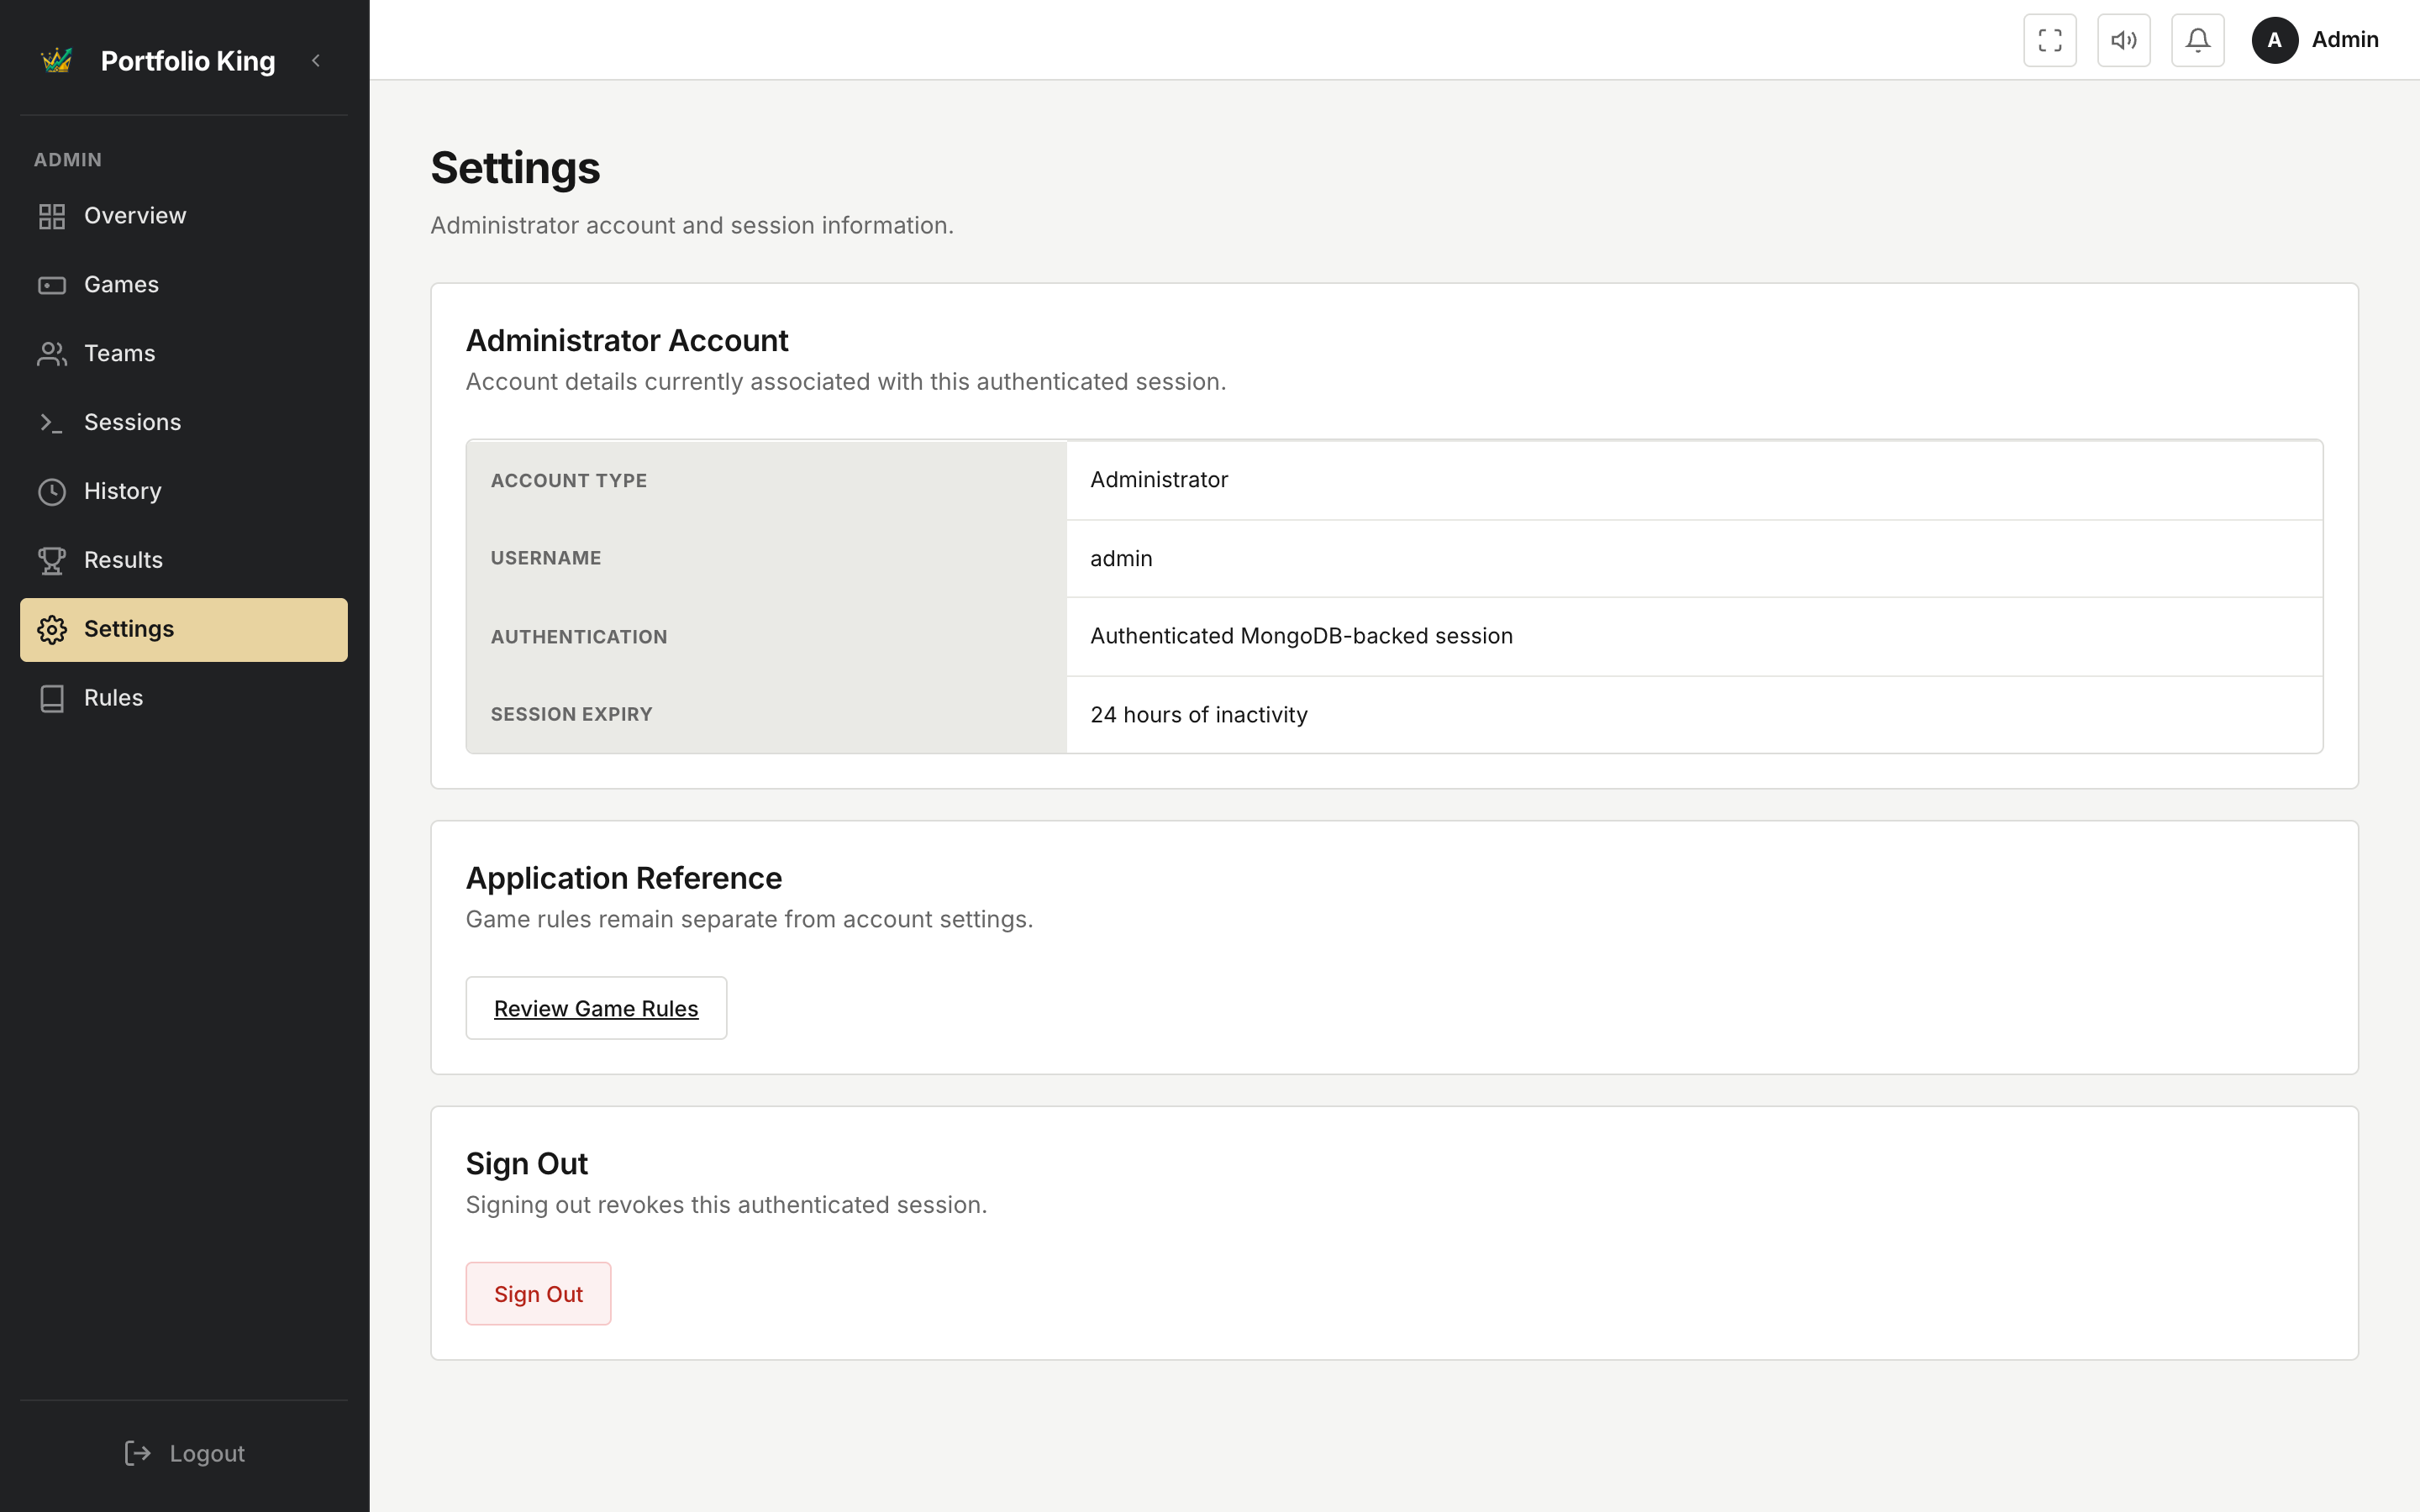 Portfolio King
ADMIN
Overview
Games
Teams
Sessions
History
Results
Settings
Rules
Logout
A Admin
Settings
Administrator account and session information.
Administrator Account
Account details currently associated with this authenticated session.
ACCOUNT TYPE Administrator
USERNAME admin
AUTHENTICATION Authenticated MongoDB-backed session
SESSION EXPIRY 24 hours of inactivity
Application Reference
Game rules remain separate from account settings.
Review Game Rules
Sign Out
Signing out revokes this authenticated session.
Sign Out